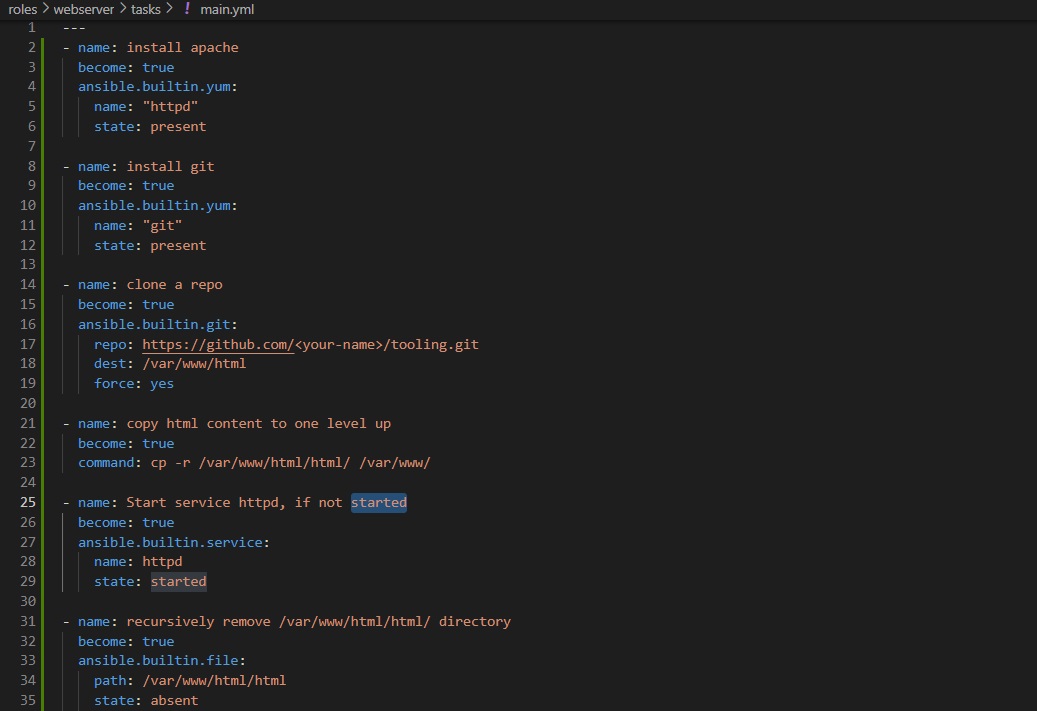 roles > webserver > tasks > ! main.yml
1 ---
2 - name: install apache
3   become: true
4   ansible.builtin.yum:
5     name: "httpd"
6     state: present
7
8 - name: install git
9   become: true
10   ansible.builtin.yum:
11     name: "git"
12     state: present
13
14 - name: clone a repo
15   become: true
16   ansible.builtin.git:
17     repo: https://github.com/<your-name>/tooling.git
18     dest: /var/www/html
19     force: yes
20
21 - name: copy html content to one level up
22   become: true
23   command: cp -r /var/www/html/html/ /var/www/
24
25 - name: Start service httpd, if not started
26   become: true
27   ansible.builtin.service:
28     name: httpd
29     state: started
30
31 - name: recursively remove /var/www/html/html/ directory
32   become: true
33   ansible.builtin.file:
34     path: /var/www/html/html
35     state: absent